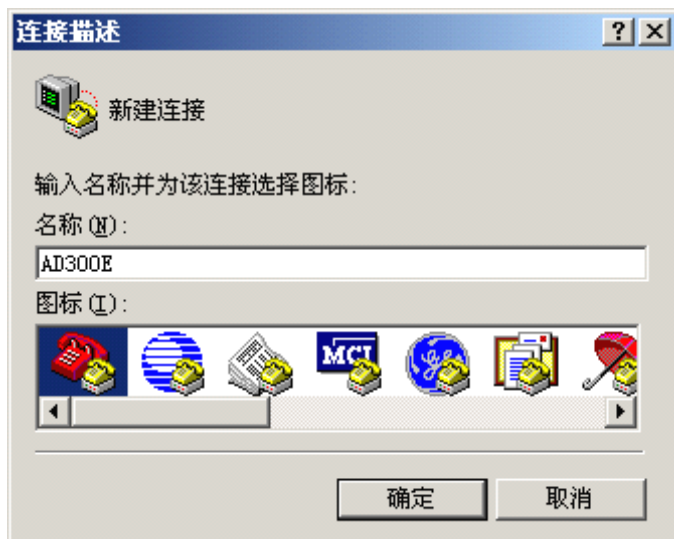 连接描述
新建连接
输入名称并为该连接选择图标:
名称(N):
AD300E
图标(I):
MCI
确定
取消